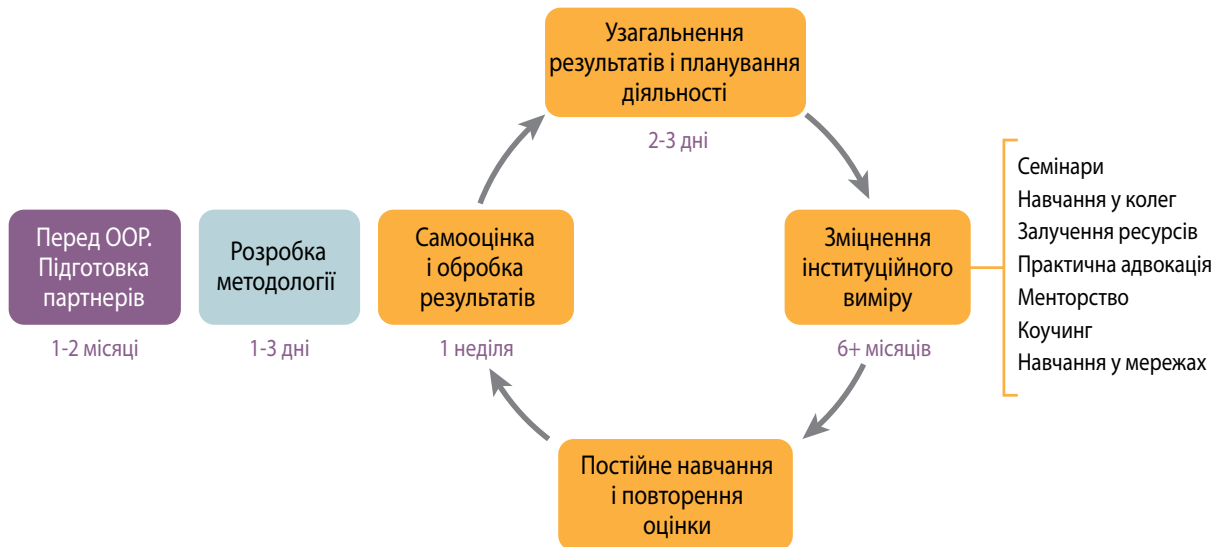 Узагальнення
результатів і планування
діяльності
2-3 дні
Перед ООР.
Підготовка
партнерів
1-2 місяці
Розробка
методології
1-3 дні
Самооцінка
і обробка
результатів
1 неділя
Зміцнення
інституційного
виміру
6+ місяців
Семінари
Навчання у колег
Залучення ресурсів
Практична адвокація
Менторство
Коучинг
Навчання у мережах
Постійне навчання
і повторення
оцінки